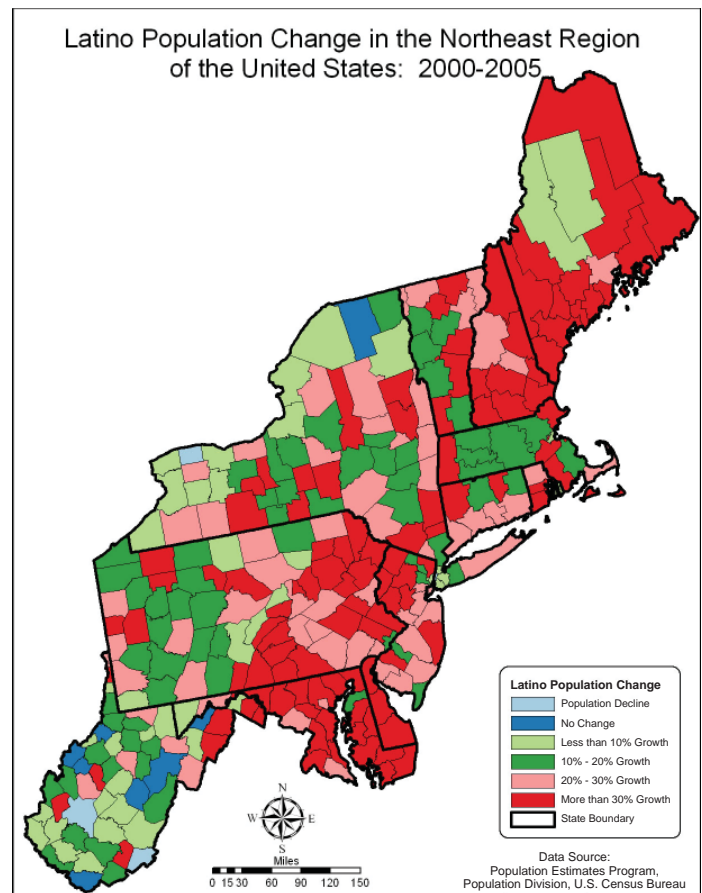 Latino Population Change in the Northeast Region
of the United States: 2000-2005
Latino Population Change
Population Decline
No Change
Less than 10% Growth
10% - 20% Growth
20% - 30% Growth
More than 30% Growth
State Boundary
N
W E
S
Miles
0 15 30 60 90 120 150
Data Source:
Population Estimates Program,
Population Division, U.S. Census Bureau